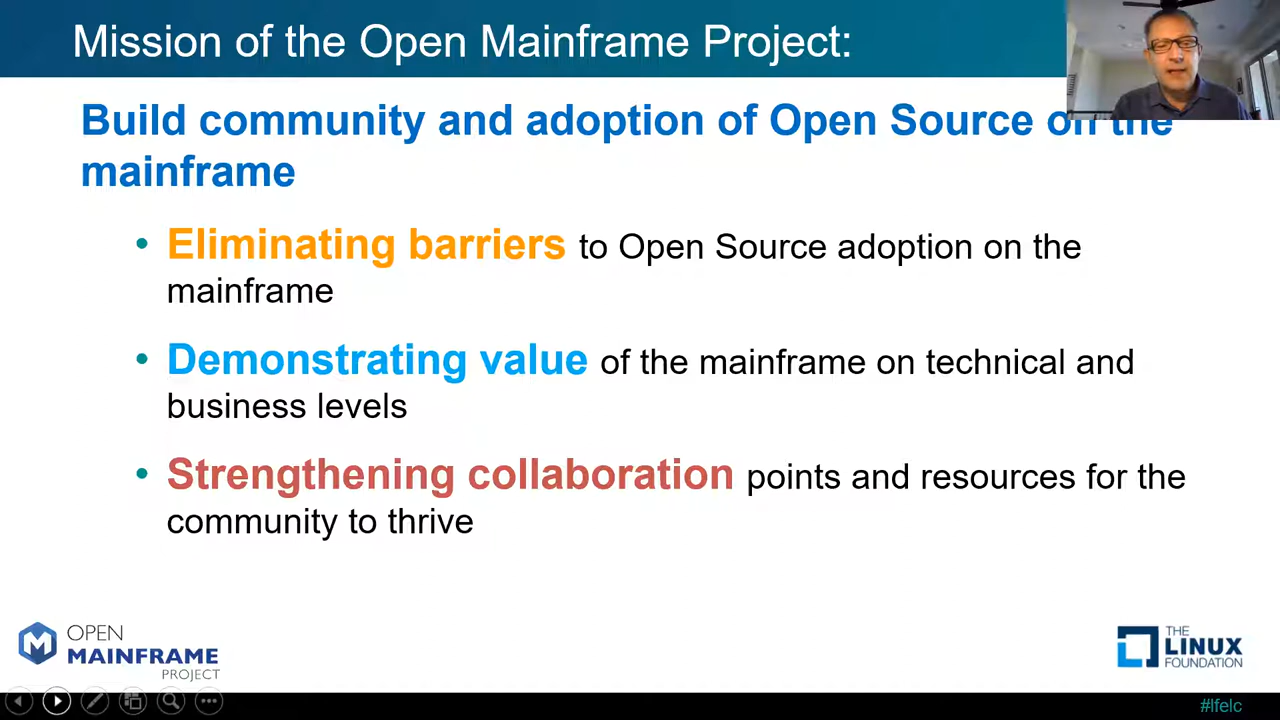 Mission of the Open Mainframe Project:
Build community and adoption of Open Source on the
mainframe
• Eliminating barriers to Open Source adoption on the
mainframe
• Demonstrating value of the mainframe on technical and
business levels
• Strengthening collaboration points and resources for the
community to thrive
OPEN
MAINFRAME
PROJECT
THE
LINUX
FOUNDATION
#lfelc